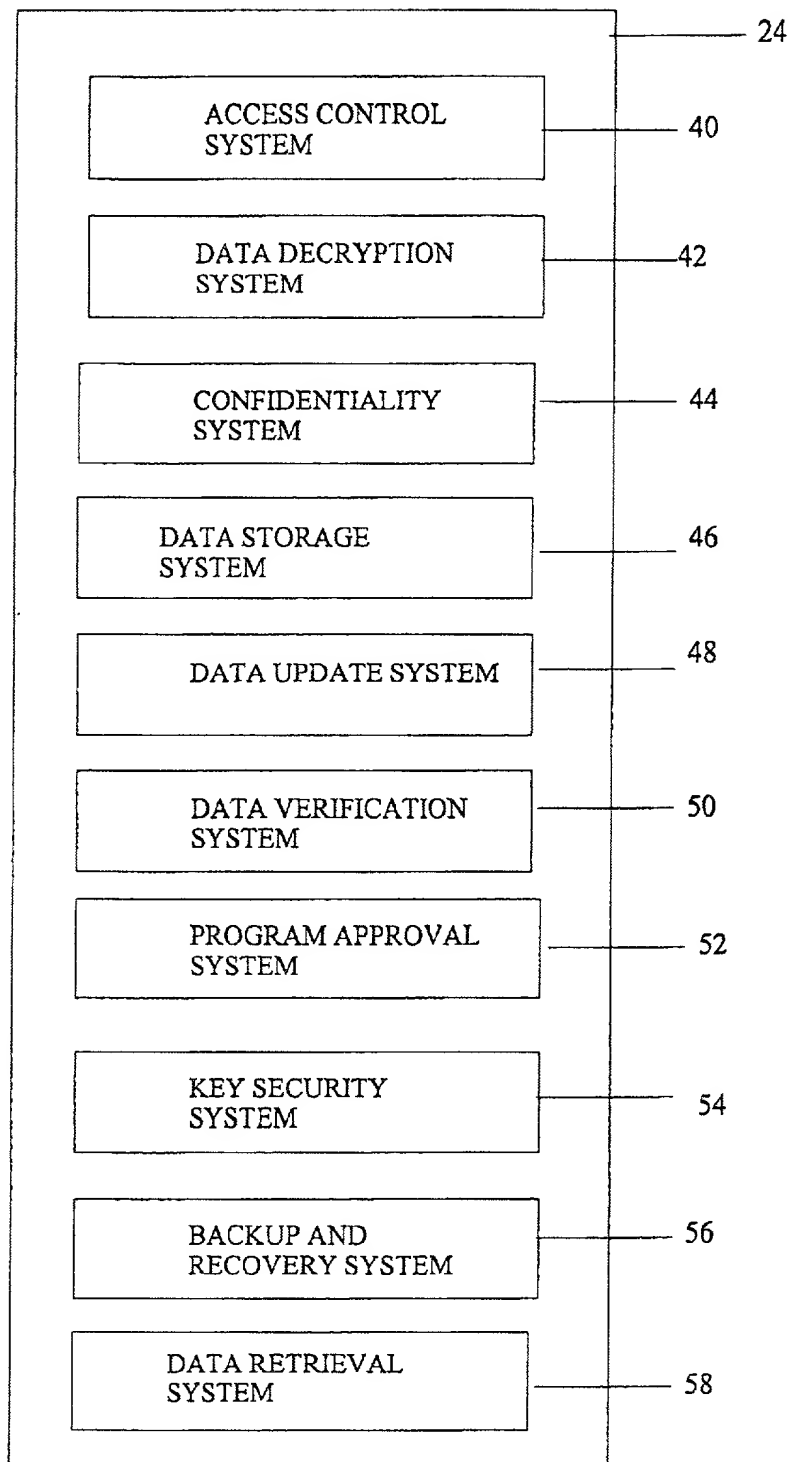 24
ACCESS CONTROL
SYSTEM
40
DATA DECRYPTION
SYSTEM
42
CONFIDENTIALITY
SYSTEM
44
DATA STORAGE
SYSTEM
46
DATA UPDATE SYSTEM
48
DATA VERIFICATION
SYSTEM
50
PROGRAM APPROVAL
SYSTEM
52
KEY SECURITY
SYSTEM
54
BACKUP AND
RECOVERY SYSTEM
56
DATA RETRIEVAL
SYSTEM
58